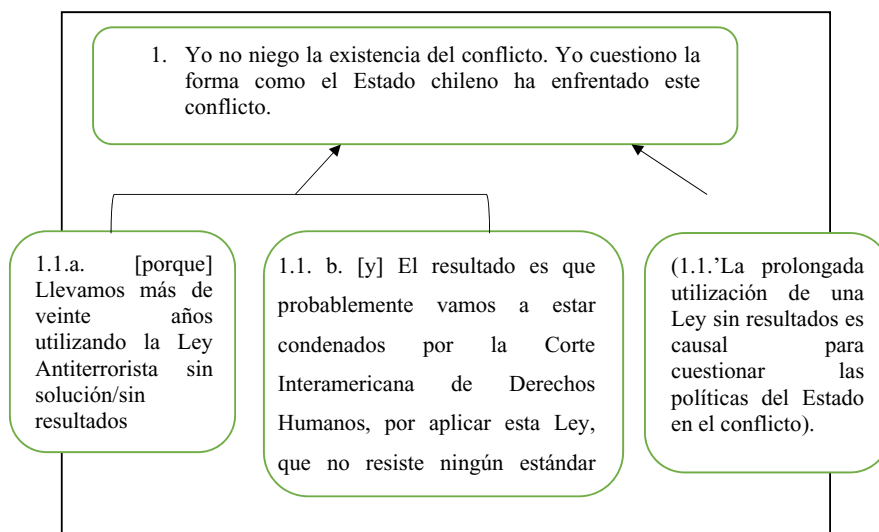 1. Yo no niego la existencia del conflicto. Yo cuestiono la
forma como el Estado chileno ha enfrentado este
conflicto.
1.1.a. [porque]
Llevamos más de
veinte años
utilizando la Ley
Antiterrorista sin
solución/sin
resultados
1.1. b. [y] El resultado es que
probablemente vamos a estar
condenados por la Corte
Interamericana de Derechos
Humanos, por aplicar esta Ley,
que no resiste ningún estándar
(1.1.’La prolongada
utilización de una
Ley sin resultados es
causal para
cuestionar las
políticas del Estado
en el conflicto).